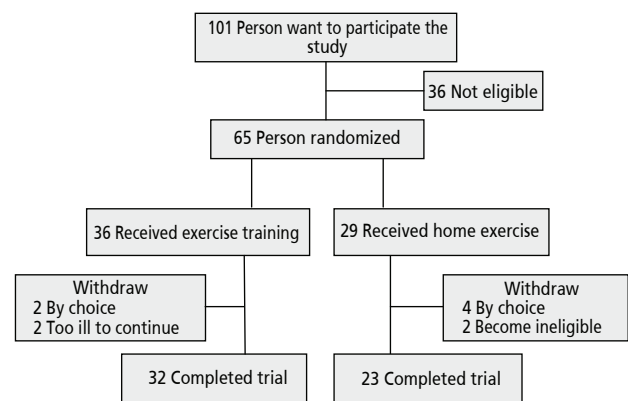 101 Person want to participate the
study
36 Not eligible
65 Person randomized
36 Received exercise training
29 Received home exercise
Withdraw
2 By choice
2 Too ill to continue
Withdraw
4 By choice
2 Become ineligible
32 Completed trial
23 Completed trial